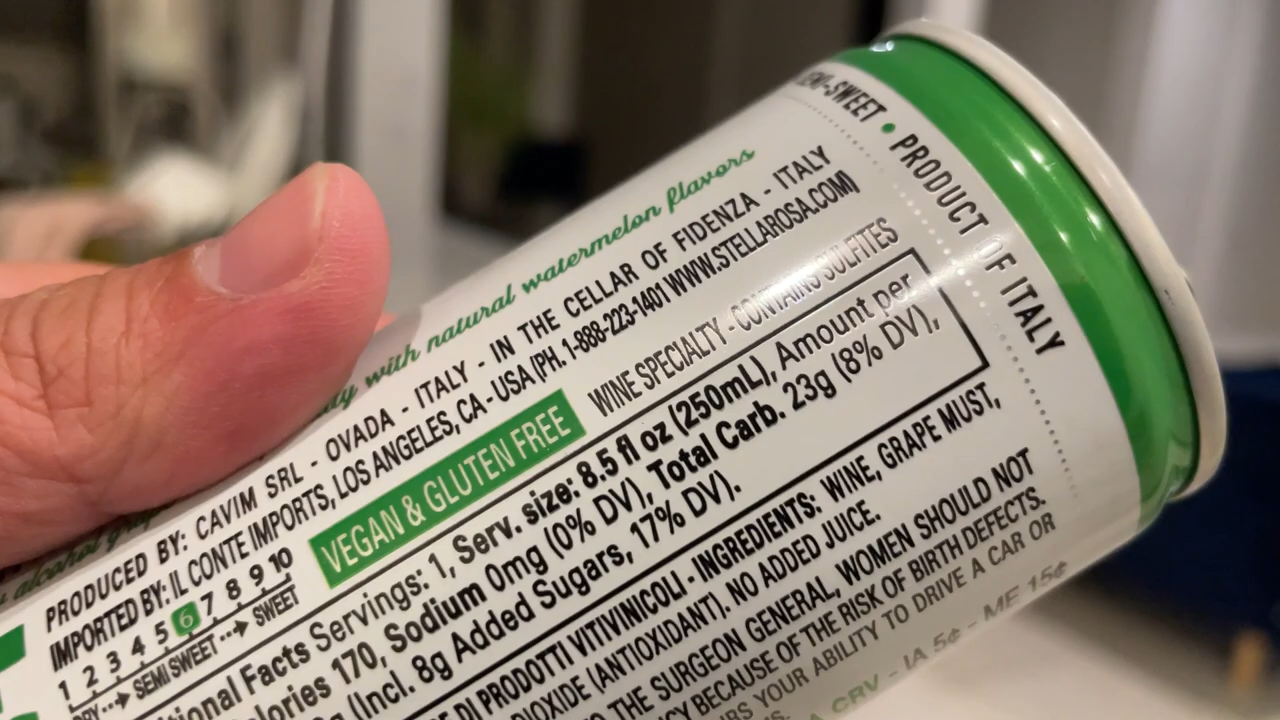 SEMI-SWEET • PRODUCT OF ITALY
with natural watermelon flavors
PRODUCED BY: CAVIM SRL - OVADA - ITALY - IN THE CELLAR OF FIDENZA - ITALY
IMPORTED BY: IL CONTE IMPORTS, LOS ANGELES, CA - USA (PH. 1-888-223-1401 WWW.STELLAROSA.COM)
1 2 3 4 5 6 7 8 9 10
DRY ---> SEMI SWEET ---> SWEET
VEGAN & GLUTEN FREE
WINE SPECIALTY - CONTAINS SULFITES
Facts Servings: 1, Serv. size: 8.5 fl oz (250mL), Amount per
Calories 170, Sodium 0mg (0% DV), Total Carb. 23g (8% DV),
(Incl. 8g Added Sugars, 17% DV).
DI PRODOTTI VITIVINICOLI - INGREDIENTS: WINE, GRAPE MUST,
DIOXIDE (ANTIOXIDANT). NO ADDED JUICE.
THE SURGEON GENERAL, WOMEN SHOULD NOT
BECAUSE OF THE RISK OF BIRTH DEFECTS.
YOUR ABILITY TO DRIVE A CAR OR
CRV - IA 5¢ - ME 15¢